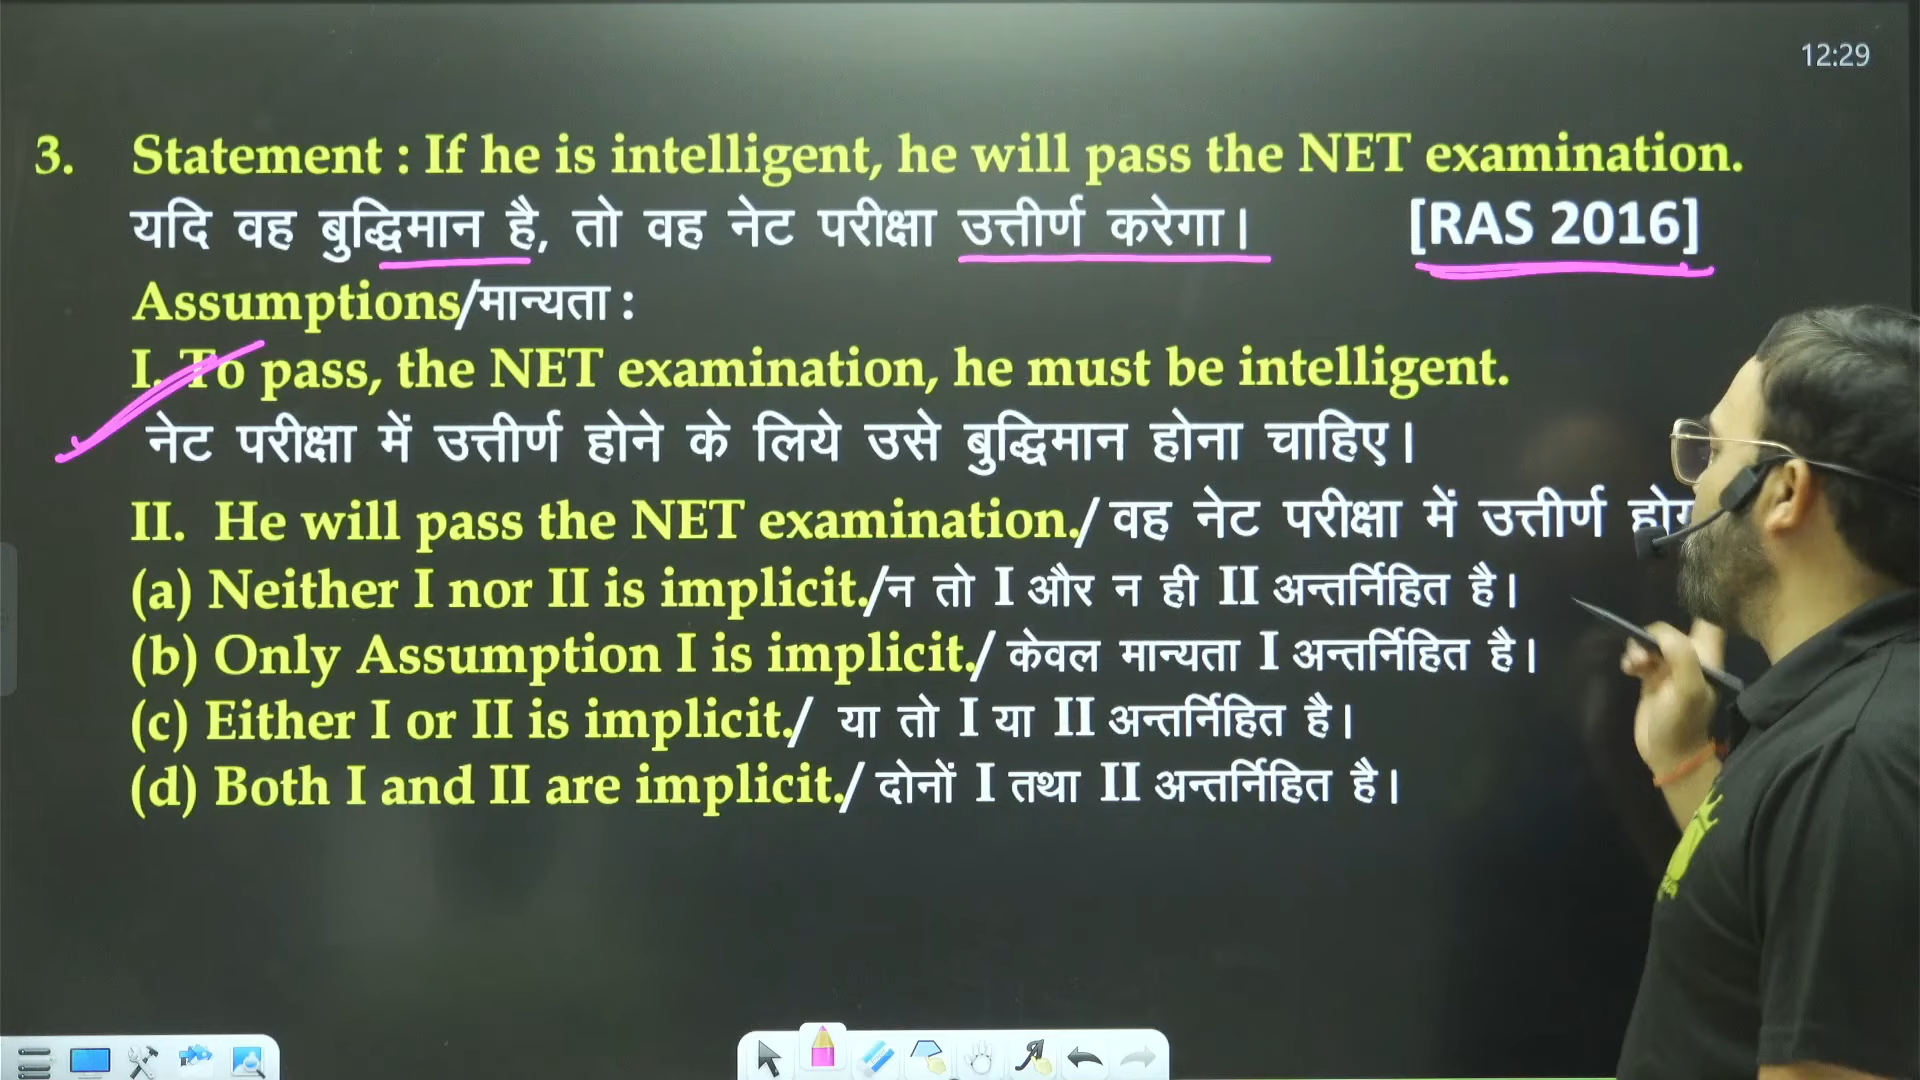 12:29
3. Statement : If he is intelligent, he will pass the NET examination.
यदि वह बुद्धिमान है, तो वह नेट परीक्षा उत्तीर्ण करेगा। [RAS 2016]
Assumptions/मान्यता :
I. To pass, the NET examination, he must be intelligent.
नेट परीक्षा में उत्तीर्ण होने के लिये उसे बुद्धिमान होना चाहिए।
II. He will pass the NET examination./ वह नेट परीक्षा में उत्तीर्ण
(a) Neither I nor II is implicit./न तो I और न ही II अन्तर्निहित है।
(b) Only Assumption I is implicit./ केवल मान्यता I अन्तर्निहित है।
(c) Either I or II is implicit./ या तो I या II अन्तर्निहित है।
(d) Both I and II are implicit./ दोनों I तथा II अन्तर्निहित है।